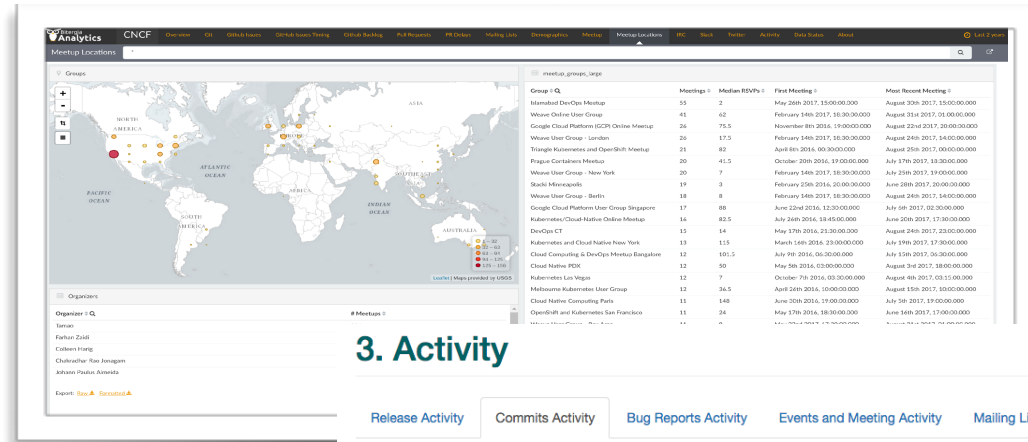 Bitergia
Analytics CNCF Overview Git Github Issues GitHub Issues Timing Github Backlog Pull Requests PR Delays Mailing Lists Demographics Meetup Meetup Locations IRC Slack Twitter Activity Data Status About Last 2 years
Meetup Locations *
Groups
+
-
NORTH
AMERICA
ASIA
EUROPE
ATLANTIC
OCEAN
AFRICA
SOUTHEAST
ASIA
PACIFIC
OCEAN
INDIAN
OCEAN
SOUTH
AMERICA
AUSTRALIA
1 – 32
32 – 63
63 – 94
Leaflet | Maps provided by USGS
meetup_groups_large
Group Meetings Median RSVPs First Meeting Most Recent Meeting
Islamabad DevOps Meetup 55 2 May 26th 2017, 15:00:00.000 August 30th 2017, 15:00:00.000
Weave Online User Group 41 62 February 14th 2017, 18:30:00.000 August 31st 2017, 01:00:00.000
Google Cloud Platform (GCP) Online Meetup 26 75.5 November 8th 2016, 19:00:00.000 August 22nd 2017, 20:00:00.000
Weave User Group - London 26 17.5 February 14th 2017, 18:30:00.000 August 24th 2017, 14:00:00.000
Triangle Kubernetes and OpenShift Meetup 21 82 April 8th 2016, 00:30:00.000 August 25th 2017, 00:00:00.000
Prague Containers Meetup 20 41.5 October 20th 2016, 19:00:00.000 July 17th 2017, 18:30:00.000
Weave User Group - New York 20 7 February 14th 2017, 18:30:00.000 July 25th 2017, 19:00:00.000
Stacki Minneapolis 19 3 February 25th 2016, 20:00:00.000 June 28th 2017, 20:00:00.000
Weave User Group - Berlin 18 8 February 14th 2017, 18:30:00.000 August 24th 2017, 14:00:00.000
Google Cloud Platform User Group Singapore 17 88 June 22nd 2016, 12:30:00.000 July 5th 2017, 02:30:00.000
Kubernetes/Cloud-Native Online Meetup 16 82.5 July 26th 2016, 18:45:00.000 June 20th 2017, 17:30:00.000
DevOps CT 15 14 May 17th 2016, 21:30:00.000 August 24th 2017, 23:00:00.000
Kubernetes and Cloud Native New York 13 115 March 16th 2016, 23:00:00.000 July 19th 2017, 17:30:00.000
Cloud Computing & DevOps Meetup Bangalore 12 101.5 July 9th 2016, 06:30:00.000 July 15th 2017, 06:30:00.000
Cloud Native PDX 12 50 May 5th 2016, 03:00:00.000 August 3rd 2017, 18:00:00.000
Kubernetes Las Vegas 12 7 October 7th 2016, 03:30:00.000 August 4th 2017, 03:15:00.000
Melbourne Kubernetes User Group 12 36.5 April 26th 2016, 10:00:00.000 August 15th 2017, 10:00:00.000
Cloud Native Computing Paris 11 148 June 30th 2016, 19:00:00.000 July 5th 2017, 19:00:00.000
OpenShift and Kubernetes San Francisco 11 24 May 17th 2016, 18:30:00.000 June 16th 2017, 17:00:00.000
Organizers
Organizer # Meetups
Tamao
Farhan Zaidi
Colleen Harig
Chakradhar Rao Jonagam
Johann Paulus Almeida
Export: Raw Formatted
3. Activity
Release Activity Commits Activity Bug Reports Activity Events and Meeting Activity Mailing Li